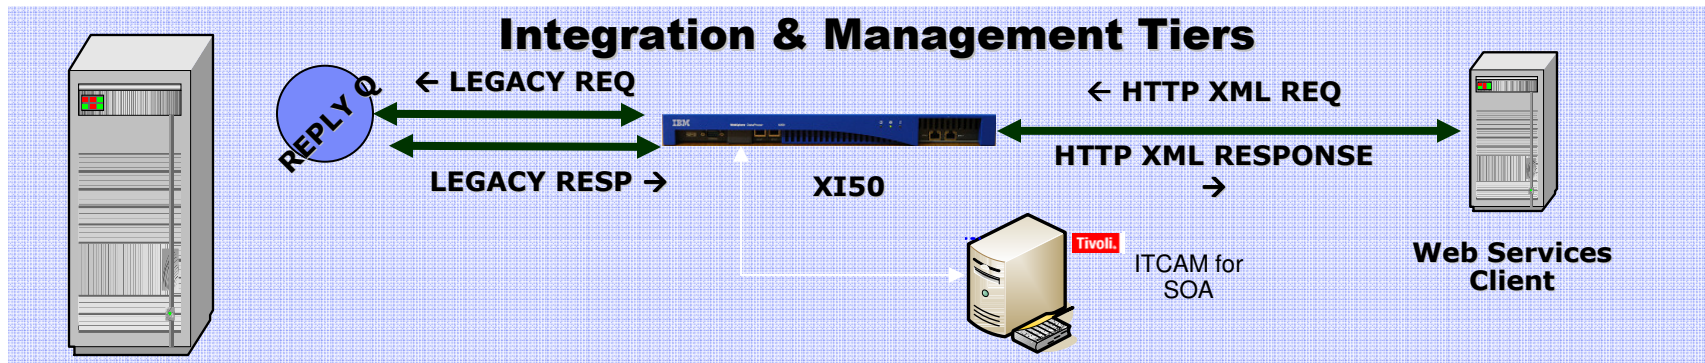 Integration & Management Tiers
REPLY Q
← LEGACY REQ
← HTTP XML REQ
IBM
LEGACY RESP →
XI50
HTTP XML RESPONSE
→
Tivoli.
ITCAM for
SOA
Web Services
Client